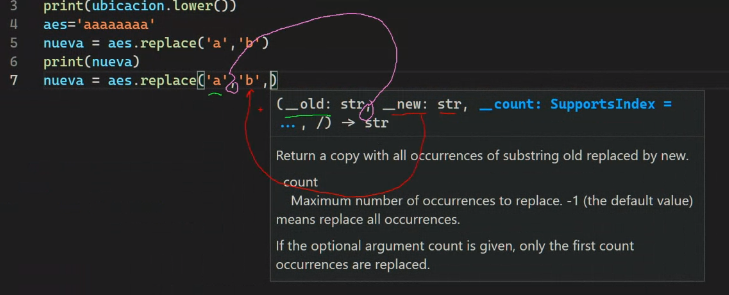 3 print(ubicacion.lower())
4 aes='aaaaaaaa'
5 nueva = aes.replace('a','b')
6 print(nueva)
7 nueva = aes.replace('a','b',)
(__old: str, __new: str, __count: SupportsIndex =
..., /) -> str
Return a copy with all occurrences of substring old replaced by new.
count
Maximum number of occurrences to replace. -1 (the default value)
means replace all occurrences.
If the optional argument count is given, only the first count
occurrences are replaced.